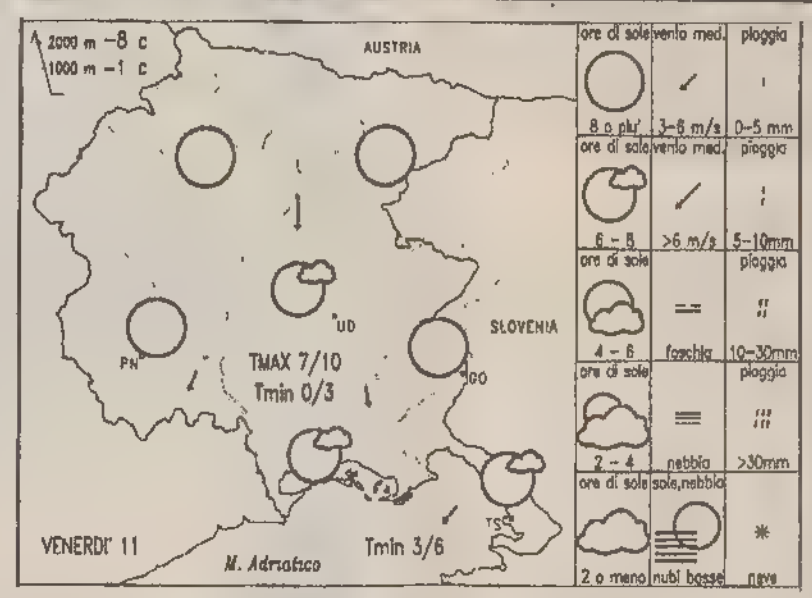 2000 m -8 c
1000 m -1 c
AUSTRIA
UD
SLOVENIA
PN
TMAX 7/10
Tmin 0/3
GO
VENERDI' 11
M. Adriatico
Tmin 3/6
TS
ore di sole vento med. pioggia
8 o piu' 3-6 m/s 0-5 mm
ore di sole vento med. pioggia
6 - 8 >6 m/s 5-10mm
ore di sole pioggia
4 - 6 foschia 10-30mm
ore di sole pioggia
2 - 4 nebbia >30mm
ore di sole sole,nebbia
2 o meno nubi basse neve